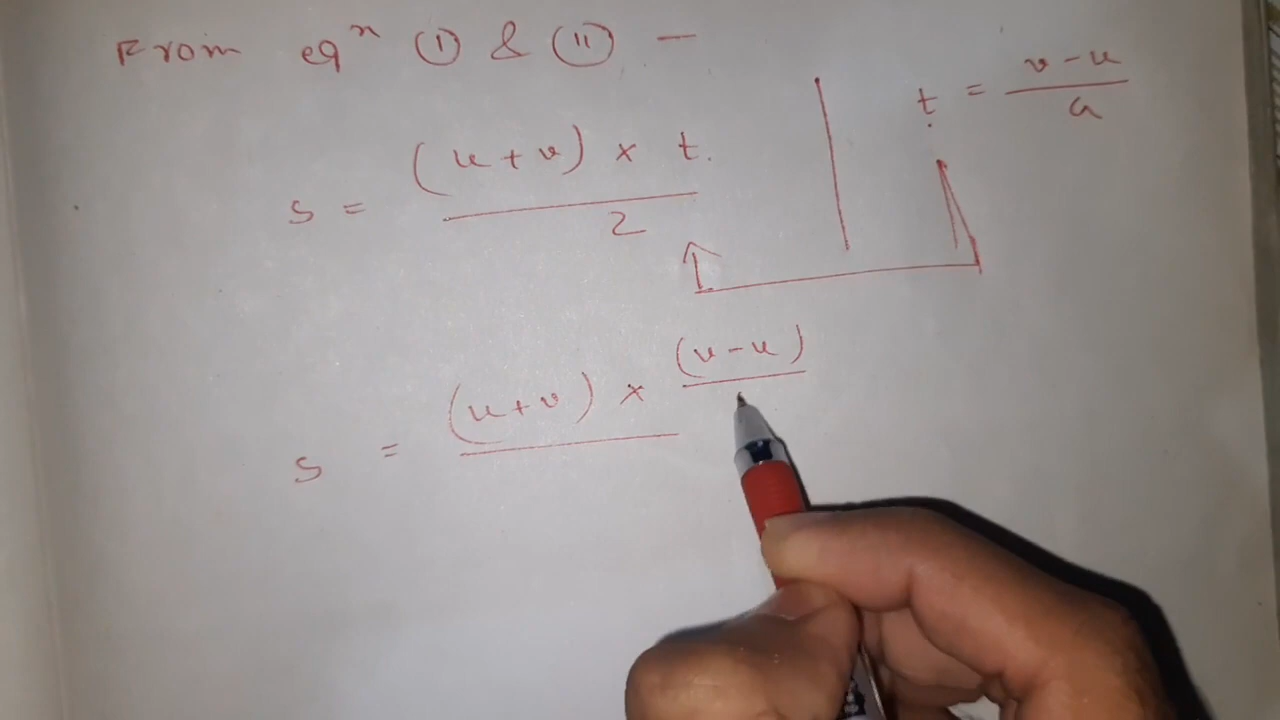 From eqⁿ (I) & (II) —
s = (u+v) × t. / 2
t = v-u / a
s = (u+v) × (v-u)